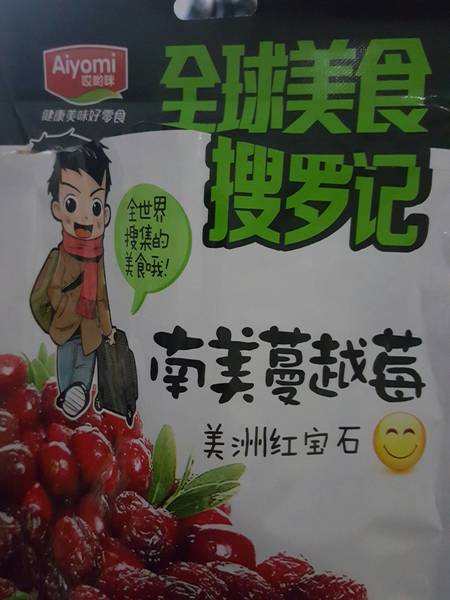 Aiyomi
哎哟咪
健康美味好零食
全球美食
搜罗记
全世界
搜集的
美食哦!
南美蔓越莓
美洲红宝石